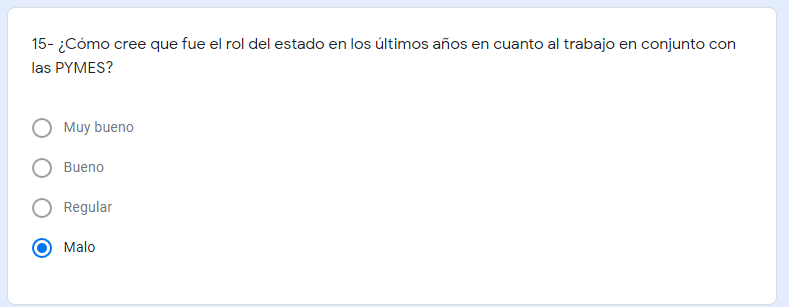 15- ¿Cómo cree que fue el rol del estado en los últimos años en cuanto al trabajo en conjunto con
las PYMES?
Muy bueno
Bueno
Regular
Malo